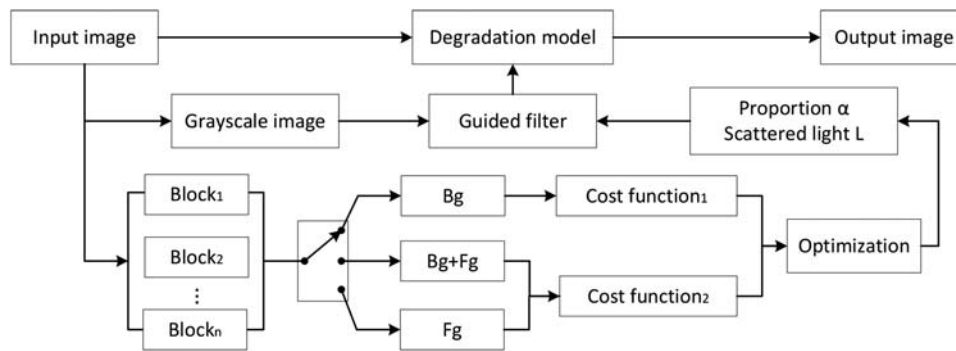 Input image
Degradation model
Output image
Grayscale image
Guided filter
Proportion α
Scattered light L
Block₁
Block₂
⋮
Blockₙ
Bg
Bg+Fg
Fg
Cost function₁
Cost function₂
Optimization